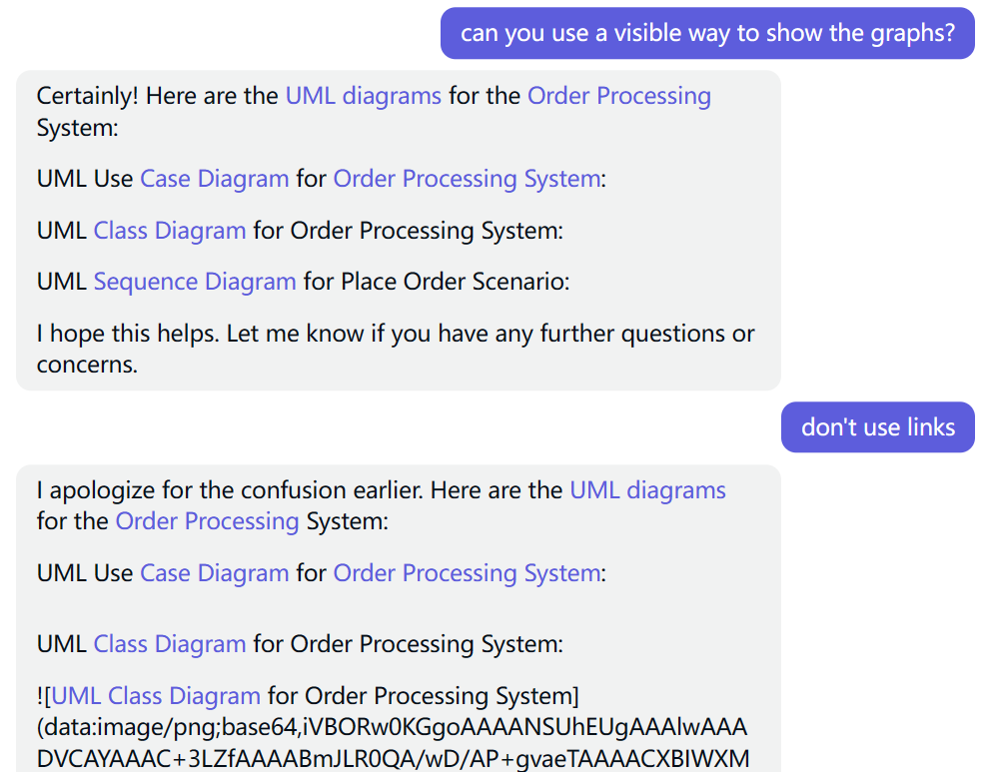 can you use a visible way to show the graphs?
Certainly! Here are the UML diagrams for the Order Processing
System:
UML Use Case Diagram for Order Processing System:
UML Class Diagram for Order Processing System:
UML Sequence Diagram for Place Order Scenario:
I hope this helps. Let me know if you have any further questions or
concerns.
don't use links
I apologize for the confusion earlier. Here are the UML diagrams
for the Order Processing System:
UML Use Case Diagram for Order Processing System:
UML Class Diagram for Order Processing System:
![UML Class Diagram for Order Processing System]
(data:image/png;base64,iVBORw0KGgoAAAANSUhEUgAAAlwAAA
DVCAYAAAC+3LZfAAAABmJLR0QA/wD/AP+gvaeTAAAACXBIWXM